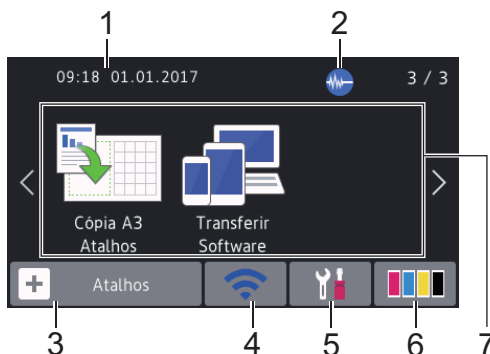 1 2
09:18 01.01.2017 3 / 3
Cópia A3 Transferir
Atalhos Software
7
Atalhos
3 4 5 6